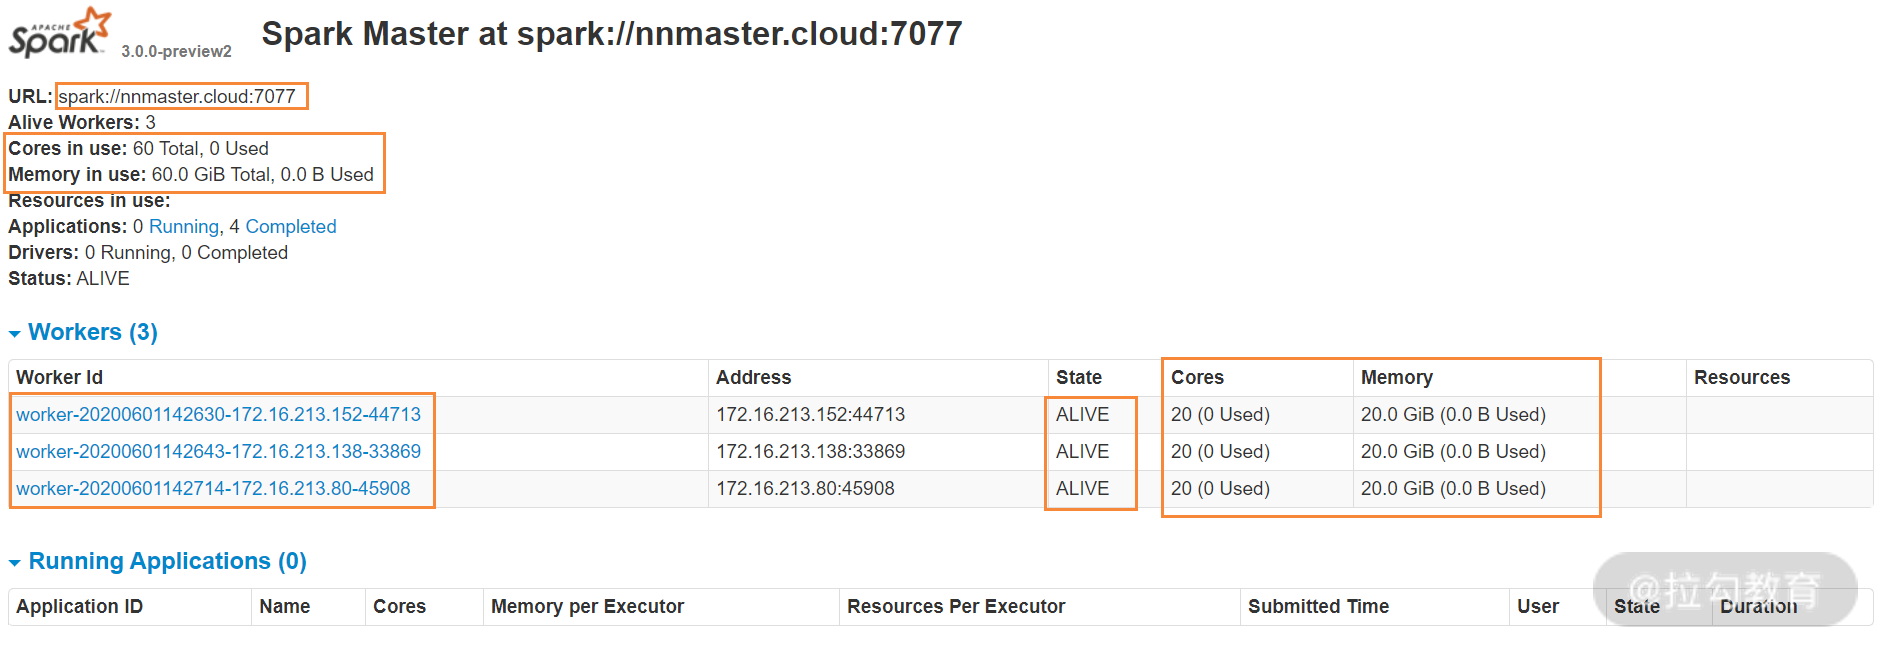 APACHE
Spark 3.0.0-preview2 Spark Master at spark://nnmaster.cloud:7077
URL: spark://nnmaster.cloud:7077
Alive Workers: 3
Cores in use: 60 Total, 0 Used
Memory in use: 60.0 GiB Total, 0.0 B Used
Resources in use:
Applications: 0 Running, 4 Completed
Drivers: 0 Running, 0 Completed
Status: ALIVE
Workers (3)
Worker Id Address State Cores Memory Resources
worker-20200601142630-172.16.213.152-44713 172.16.213.152:44713 ALIVE 20 (0 Used) 20.0 GiB (0.0 B Used)
worker-20200601142643-172.16.213.138-33869 172.16.213.138:33869 ALIVE 20 (0 Used) 20.0 GiB (0.0 B Used)
worker-20200601142714-172.16.213.80-45908 172.16.213.80:45908 ALIVE 20 (0 Used) 20.0 GiB (0.0 B Used)
Running Applications (0)
Application ID Name Cores Memory per Executor Resources Per Executor Submitted Time User State Duration
@拉勾教育